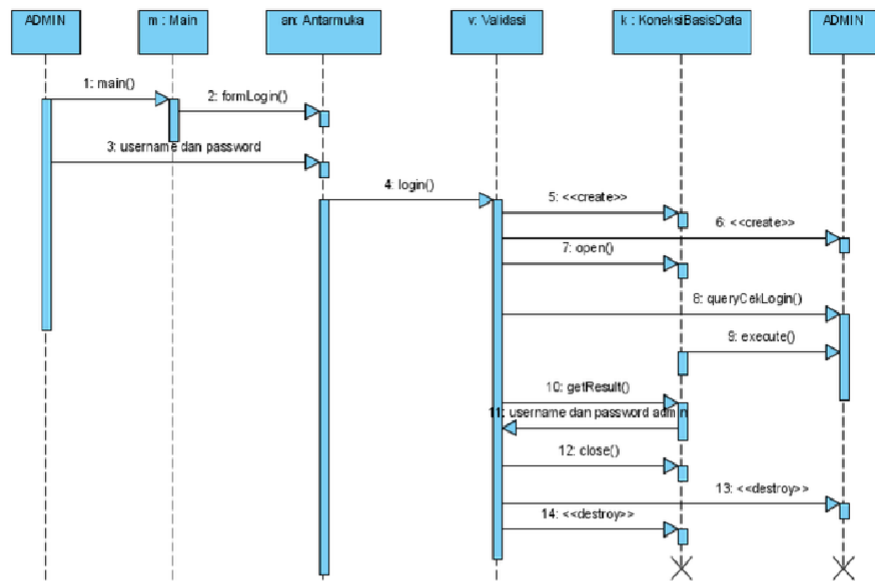 ADMIN
m : Main
an: Antarmuka
v: Validasi
k : KoneksiBasisData
ADMIN
1: main()
2: formLogin()
3: username dan password
4: login()
5: <<create>>
6: <<create>>
7: open()
8: queryCekLogin()
9: execute()
10: getResult()
11: username dan password admin
12: close()
13: <<destroy>>
14: <<destroy>>